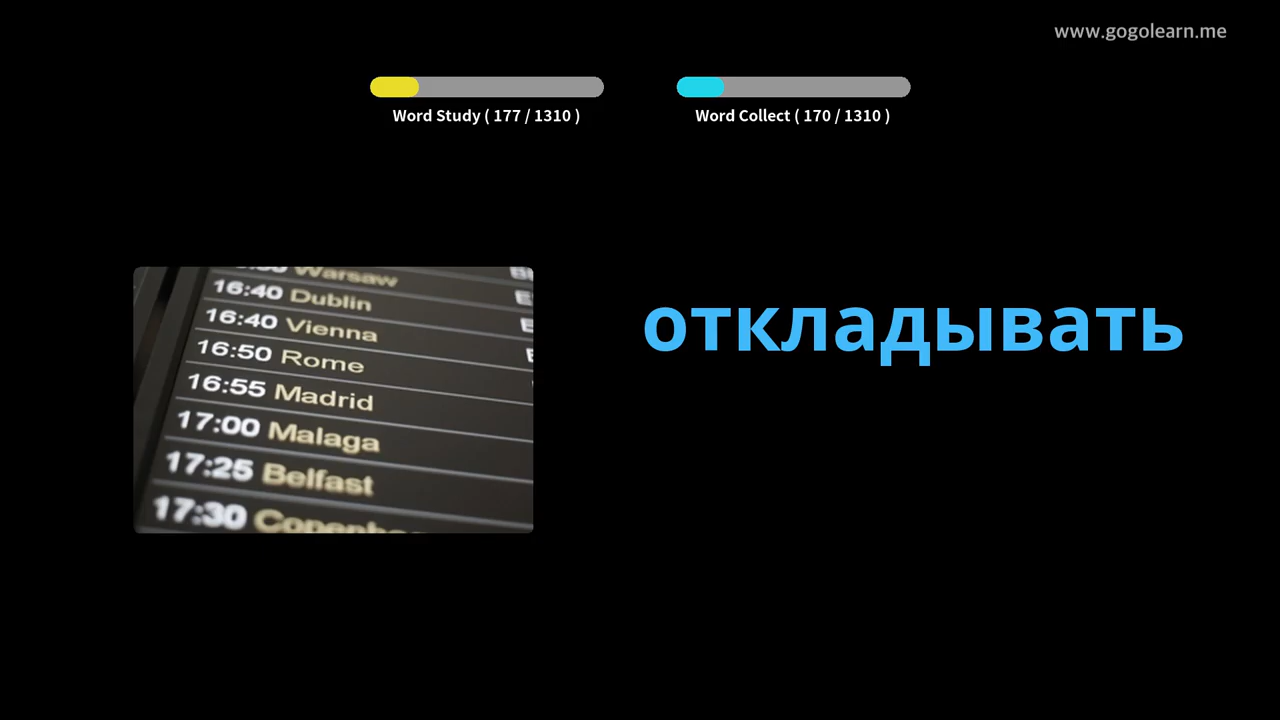 www.gogolearn.me
Word Study ( 177 / 1310 )
Word Collect ( 170 / 1310 )
Warsaw
16:40 Dublin
16:40 Vienna
16:50 Rome
16:55 Madrid
17:00 Malaga
17:25 Belfast
17:30
откладывать